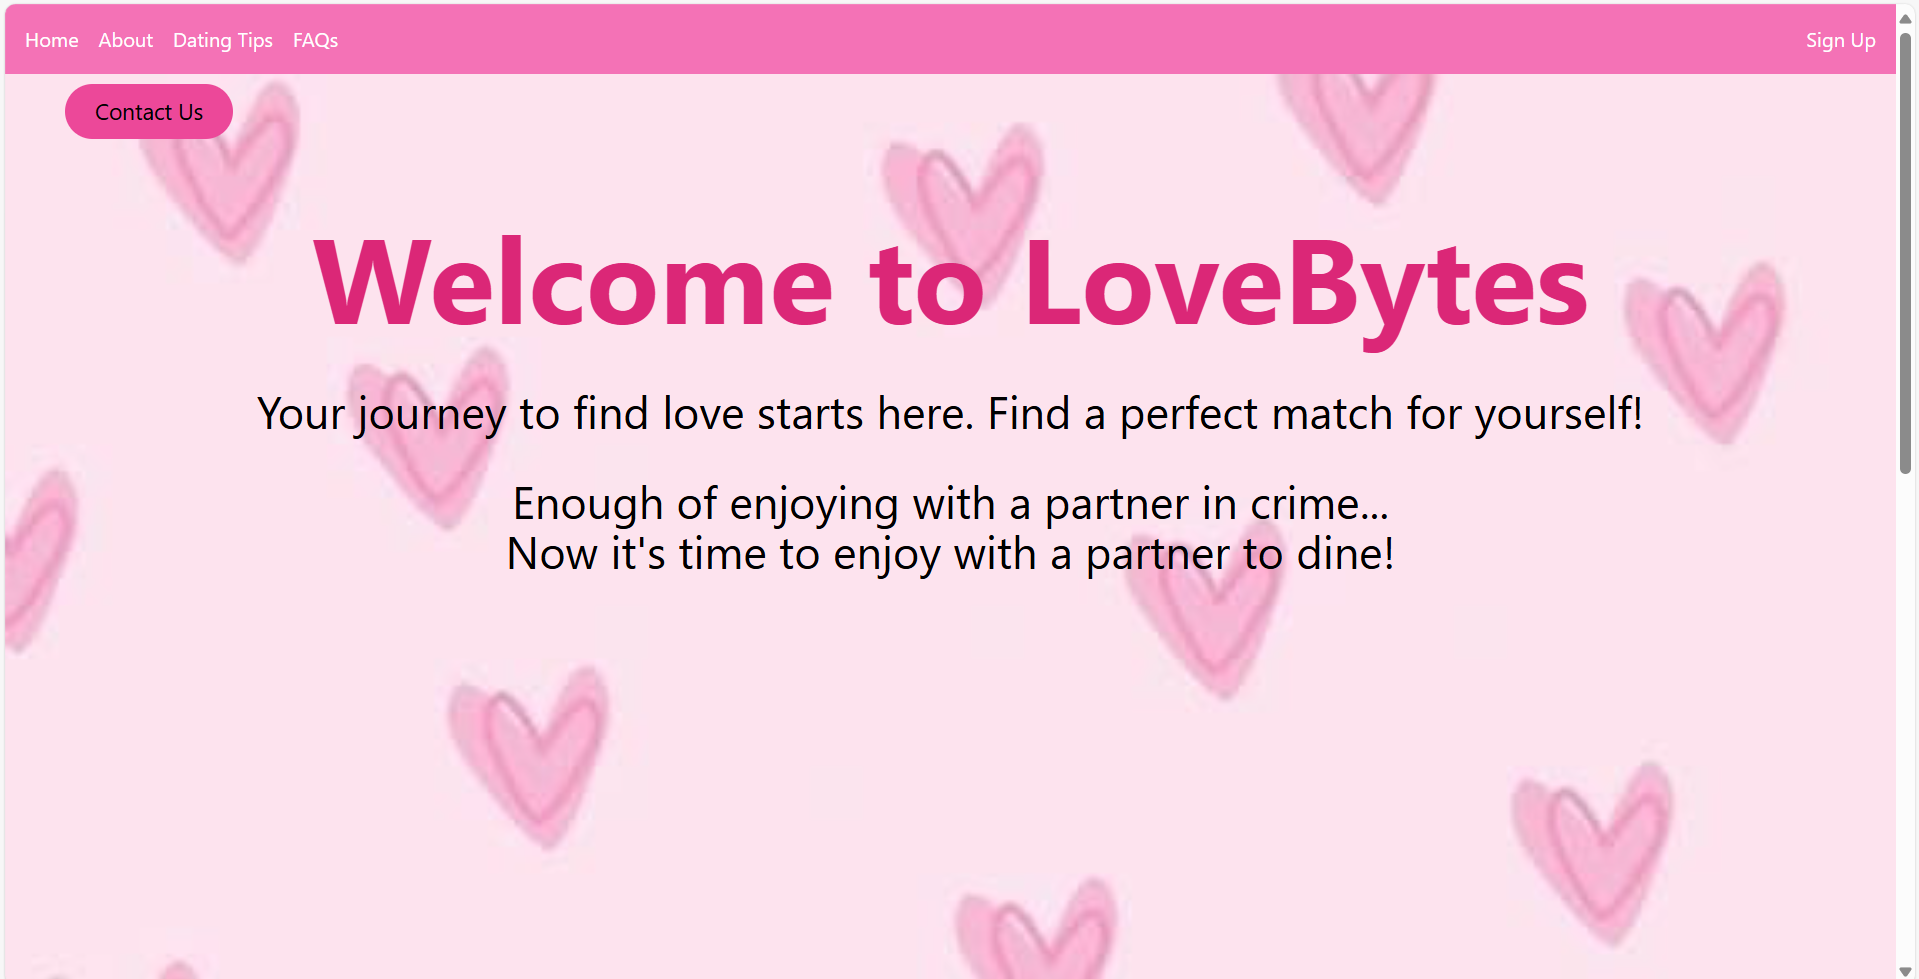 Home About Dating Tips FAQs Sign Up
Contact Us
Welcome to LoveBytes
Your journey to find love starts here. Find a perfect match for yourself!
Enough of enjoying with a partner in crime...
Now it's time to enjoy with a partner to dine!